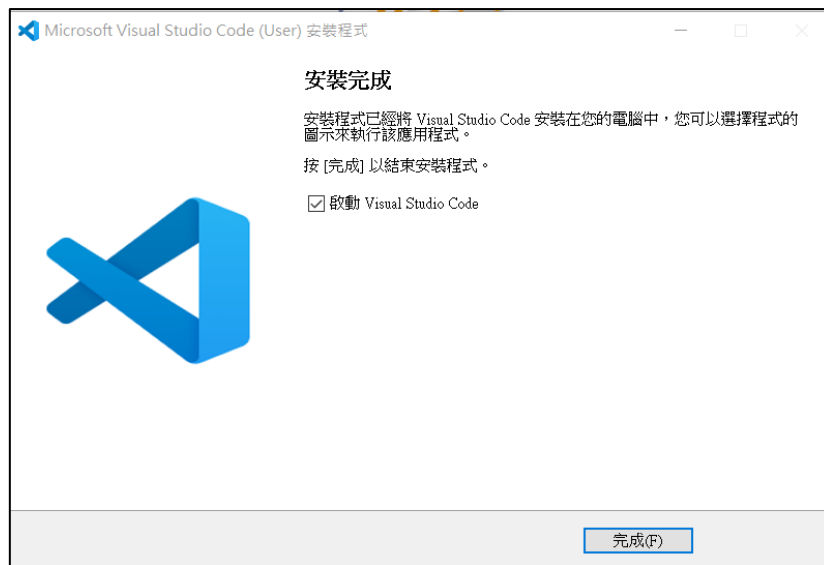 Microsoft Visual Studio Code (User) 安裝程式
安裝完成
安裝程式已經將 Visual Studio Code 安裝在您的電腦中，您可以選擇程式的
圖示來執行該應用程式。
按 [完成] 以結束安裝程式。
啟動 Visual Studio Code
完成(F)